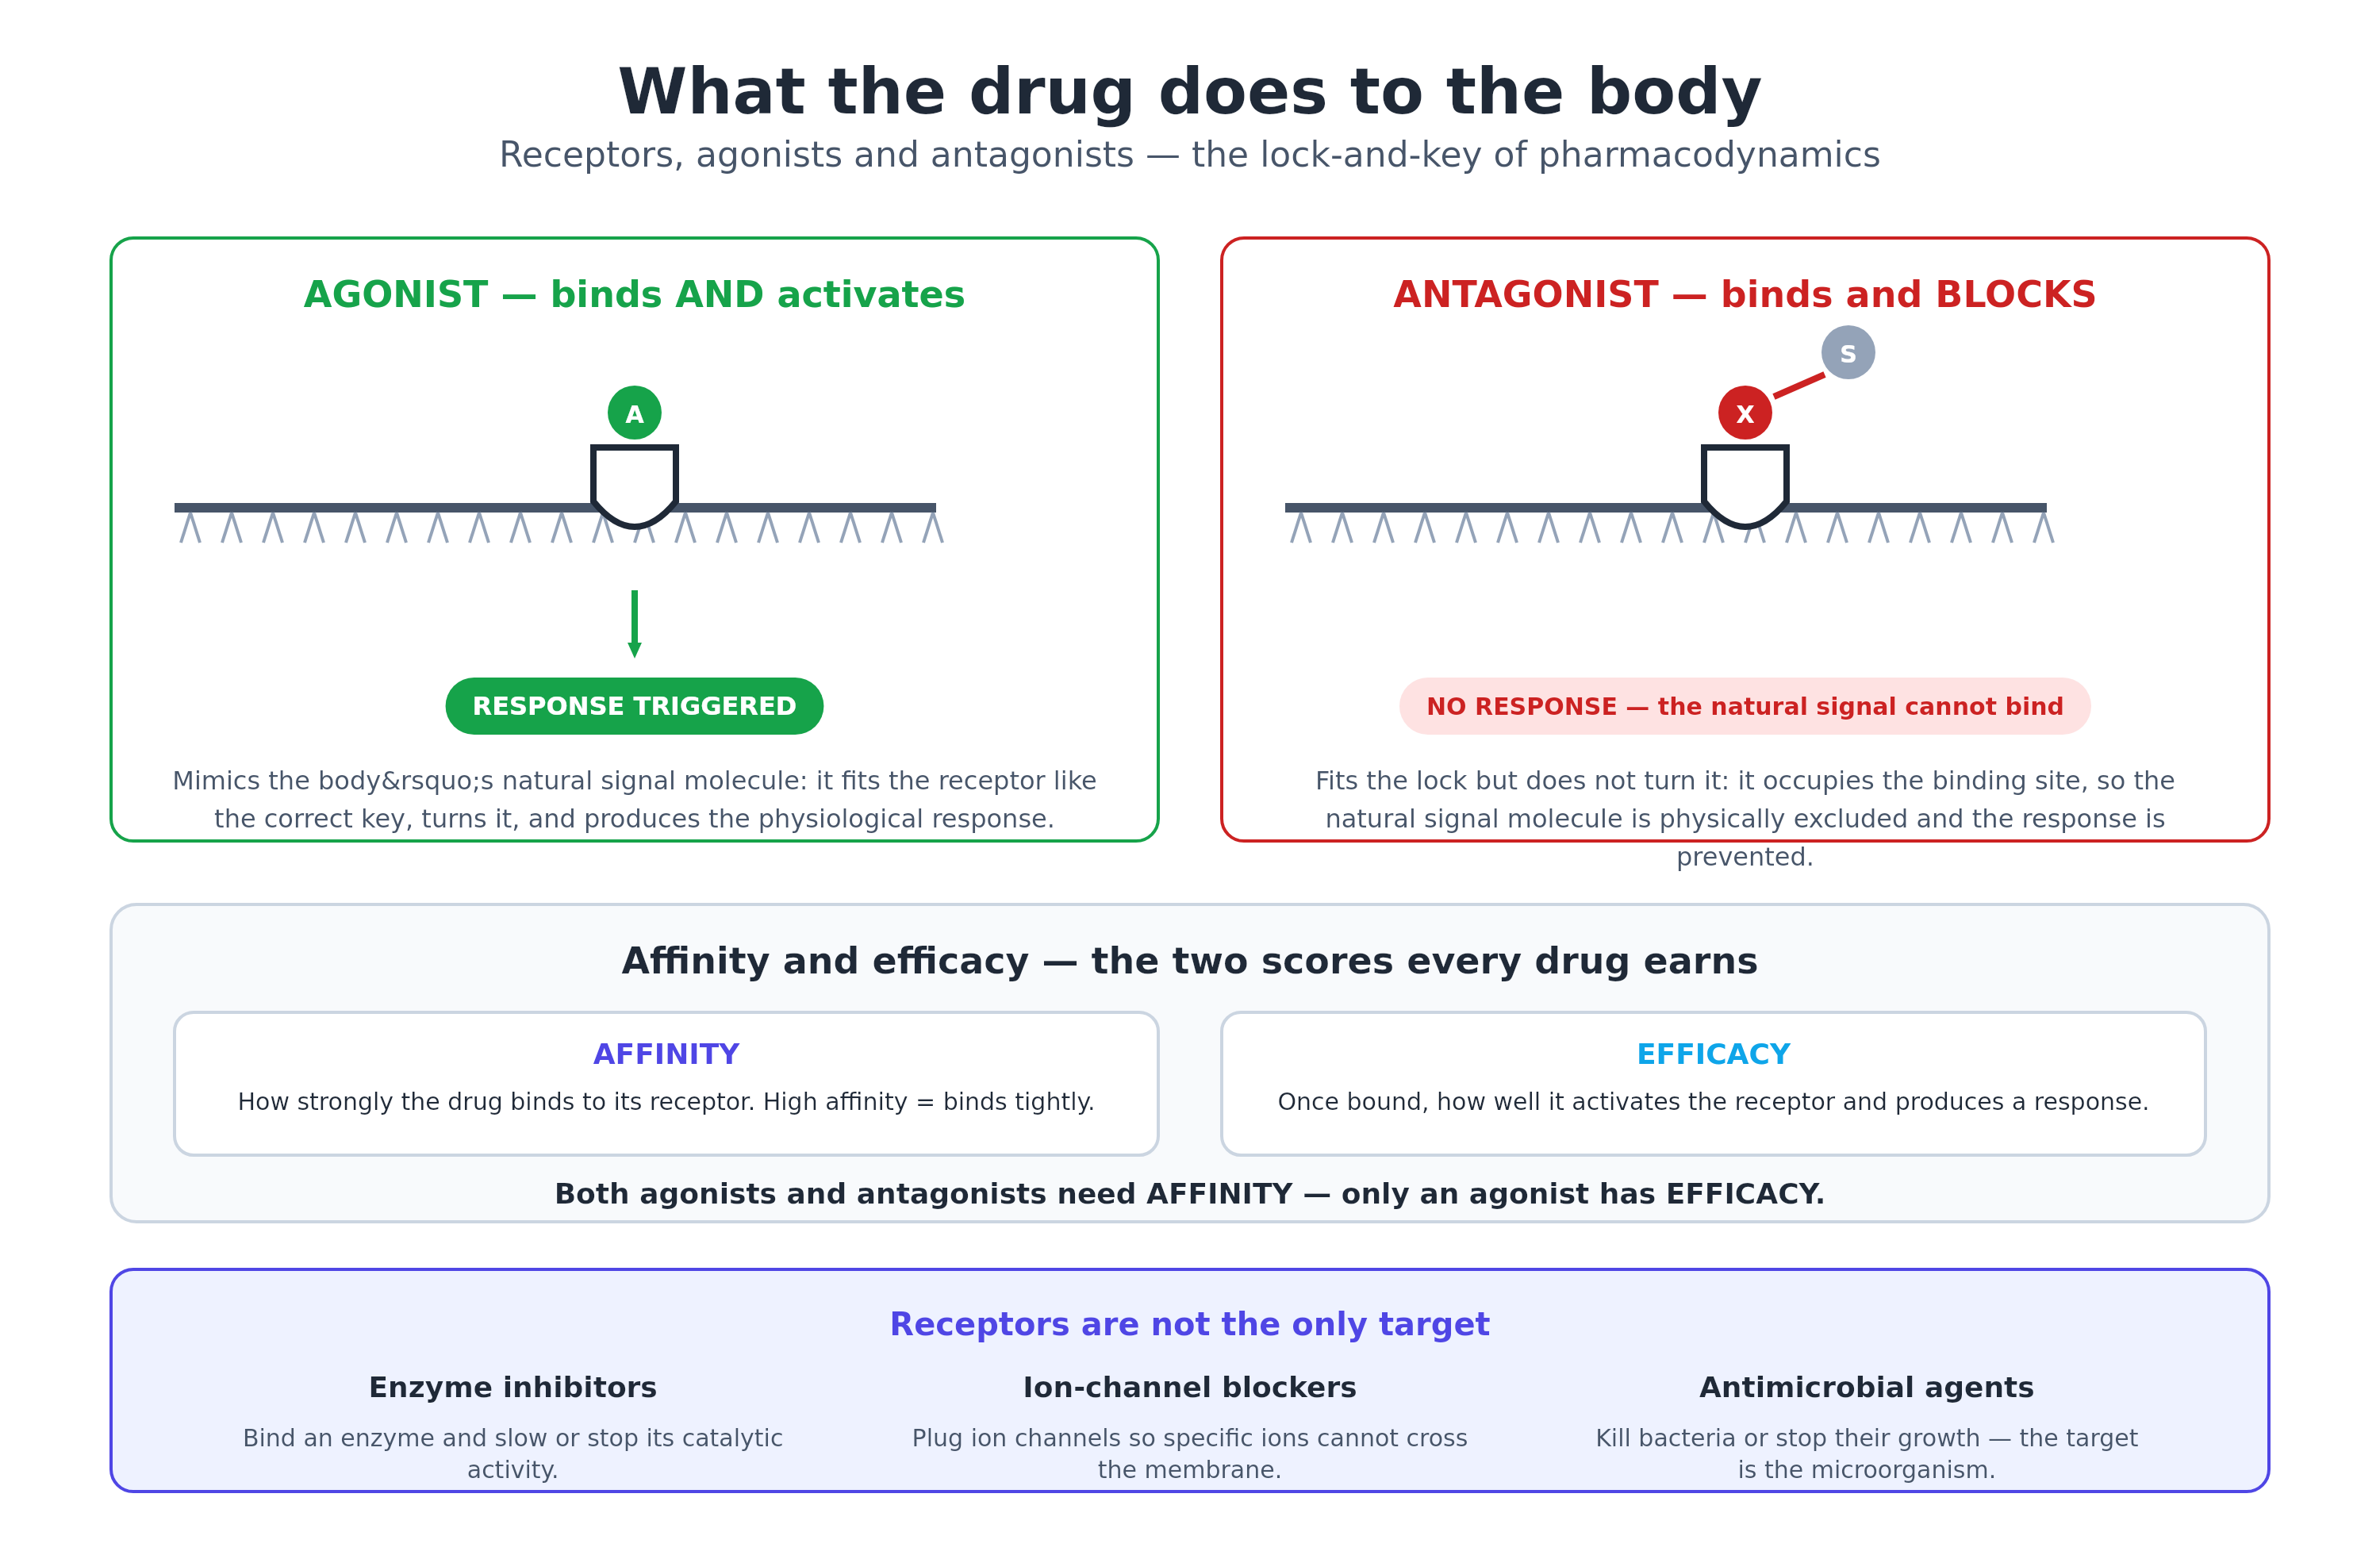 What the drug does to the body
Receptors, agonists and antagonists — the lock-and-key of pharmacodynamics
AGONIST — binds AND activates
A
RESPONSE TRIGGERED
Mimics the body&rsquo;s natural signal molecule: it fits the receptor like
the correct key, turns it, and produces the physiological response.
ANTAGONIST — binds and BLOCKS
S
X
NO RESPONSE — the natural signal cannot bind
Fits the lock but does not turn it: it occupies the binding site, so the
natural signal molecule is physically excluded and the response is
prevented.
Affinity and efficacy — the two scores every drug earns
AFFINITY
How strongly the drug binds to its receptor. High affinity = binds tightly.
EFFICACY
Once bound, how well it activates the receptor and produces a response.
Both agonists and antagonists need AFFINITY — only an agonist has EFFICACY.
Receptors are not the only target
Enzyme inhibitors
Bind an enzyme and slow or stop its catalytic
activity.
Ion-channel blockers
Plug ion channels so specific ions cannot cross
the membrane.
Antimicrobial agents
Kill bacteria or stop their growth — the target
is the microorganism.